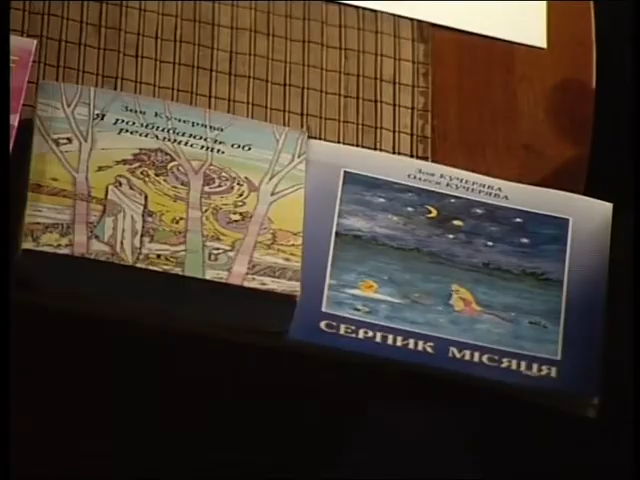 Зоя Кучерява
Я розбиваюсь об
реальність
Зоя КУЧЕРЯВА
Олеся КУЧЕРЯВА
СЕРПИК МІСЯЦЯ